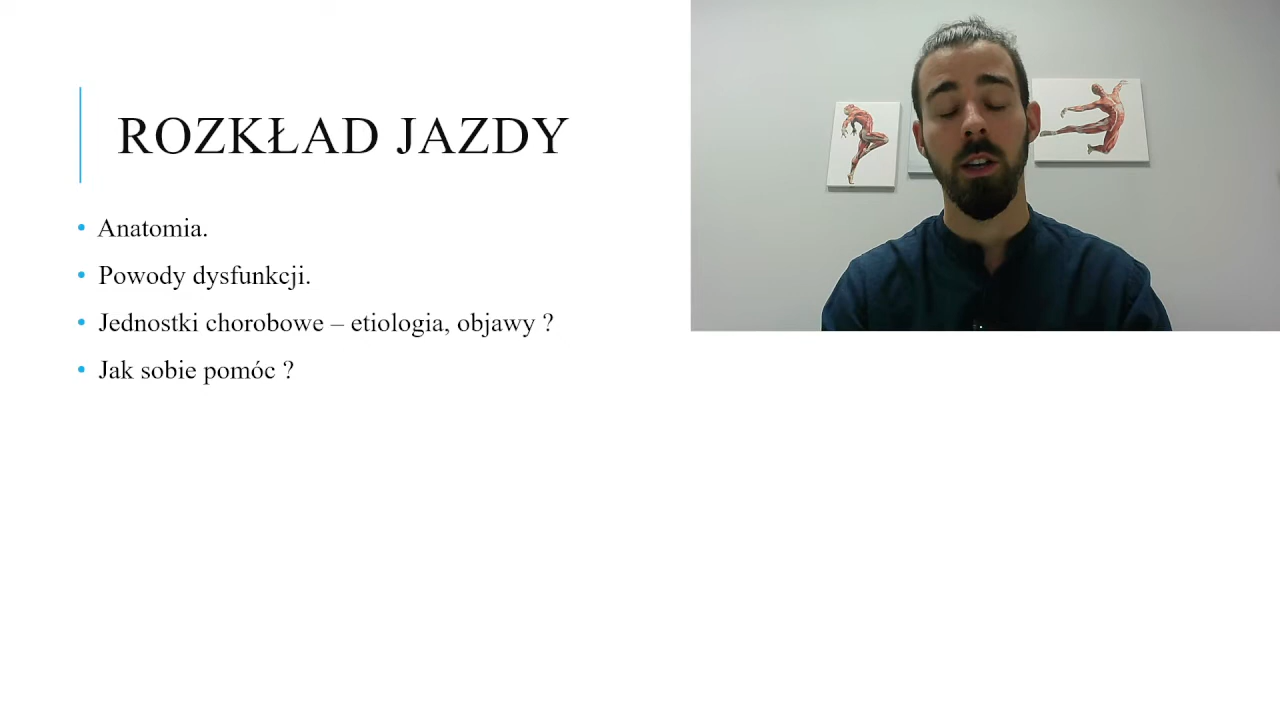 ROZKŁAD JAZDY
• Anatomia.
• Powody dysfunkcji.
• Jednostki chorobowe – etiologia, objawy ?
• Jak sobie pomóc ?